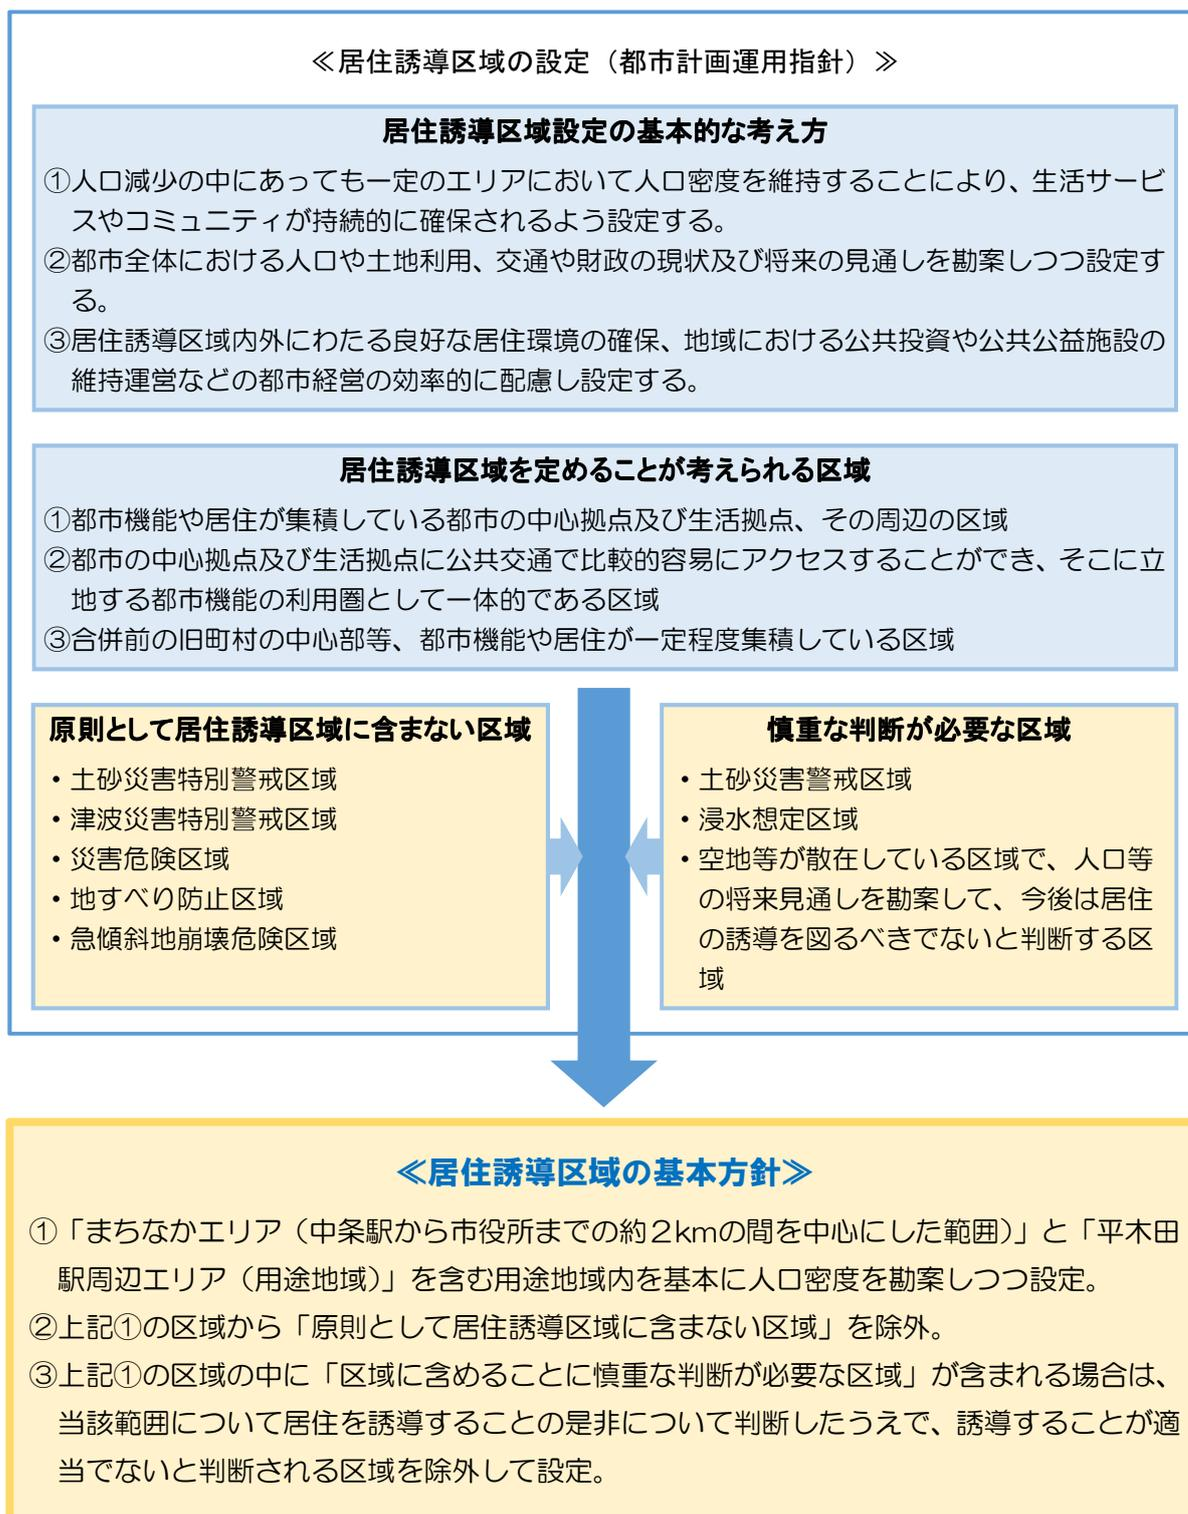 ≪居住誘導区域の設定（都市計画運用指針）≫
居住誘導区域設定の基本的な考え方
①人口減少の中にあっても一定のエリアにおいて人口密度を維持することにより、生活サービ
スやコミュニティが持続的に確保されるよう設定する。
②都市全体における人口や土地利用、交通や財政の現状及び将来の見通しを勘案しつつ設定す
る。
③居住誘導区域内外にわたる良好な居住環境の確保、地域における公共投資や公共公益施設の
維持運営などの都市経営の効率的に配慮し設定する。
居住誘導区域を定めることが考えられる区域
①都市機能や居住が集積している都市の中心拠点及び生活拠点、その周辺の区域
②都市の中心拠点及び生活拠点に公共交通で比較的容易にアクセスすることができ、そこに立
地する都市機能の利用圏として一体的である区域
③合併前の旧町村の中心部等、都市機能や居住が一定程度集積している区域
原則として居住誘導区域に含まない区域
・土砂災害特別警戒区域
・津波災害特別警戒区域
・災害危険区域
・地すべり防止区域
・急傾斜地崩壊危険区域
慎重な判断が必要な区域
・土砂災害警戒区域
・浸水想定区域
・空地等が散在している区域で、人口等
の将来見通しを勘案して、今後は居住
の誘導を図るべきでないと判断する区
域
≪居住誘導区域の基本方針≫
①「まちなかエリア（中条駅から市役所までの約２kmの間を中心にした範囲）」と「平木田
駅周辺エリア（用途地域）」を含む用途地域内を基本に人口密度を勘案しつつ設定。
②上記①の区域から「原則として居住誘導区域に含まない区域」を除外。
③上記①の区域の中に「区域に含めることに慎重な判断が必要な区域」が含まれる場合は、
当該範囲について居住を誘導することの是非について判断したうえで、誘導することが適
当でないと判断される区域を除外して設定。